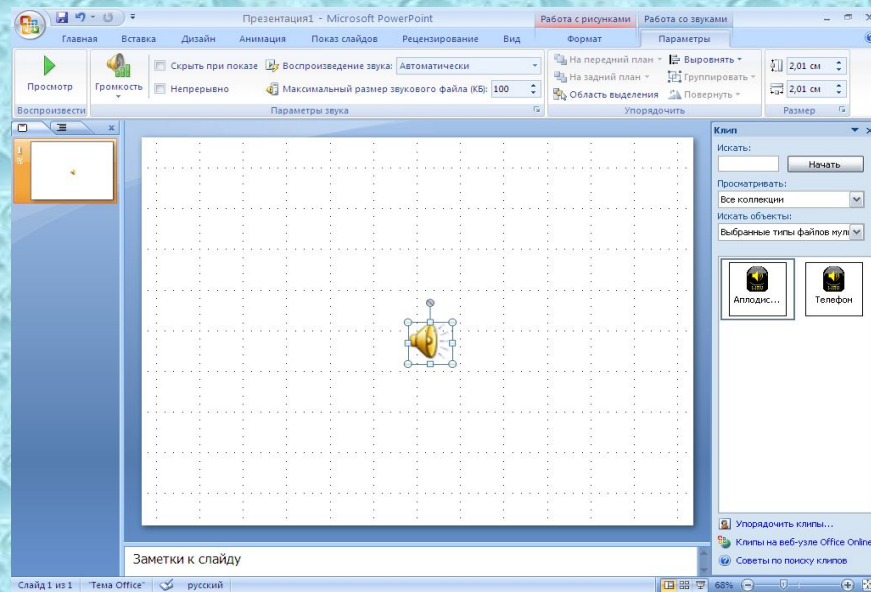 Презентация1 - Microsoft PowerPoint
Работа с рисунками
Работа со звуками
Главная Вставка Дизайн Анимация Показ слайдов Рецензирование Вид Формат Параметры
Просмотр
Воспроизвести
Громкость
Скрыть при показе
Непрерывно
Воспроизведение звука: Автоматически
Максимальный размер звукового файла (КБ): 100
Параметры звука
На передний план
На задний план
Область выделения
Выровнять
Группировать
Повернуть
Упорядочить
2,01 см
2,01 см
Размер
1
Клип
Искать:
Начать
Просматривать:
Все коллекции
Искать объекты:
Выбранные типы файлов мул
Аплодис...
Телефон
Упорядочить клипы...
Клипы на веб-узле Office Online
Советы по поиску клипов
Заметки к слайду
Слайд 1 из 1 "Тема Office" русский 68%